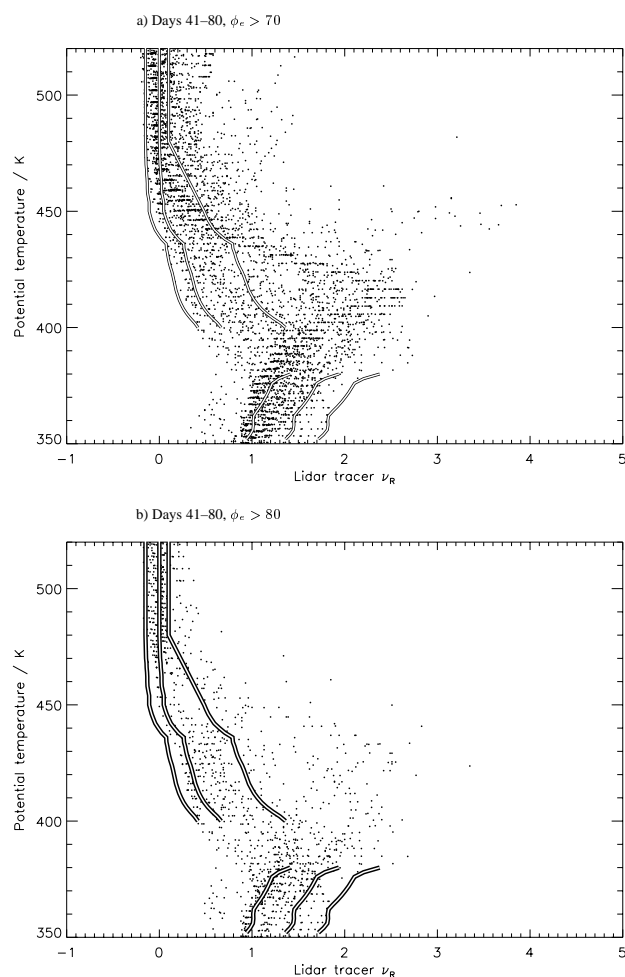 a) Days 41–80, ϕₑ > 70
500
450
400
350
Potential temperature / K
−1 0 1 2 3 4 5
Lidar tracer ν_R
b) Days 41–80, ϕₑ > 80
500
450
400
350
Potential temperature / K
−1 0 1 2 3 4 5
Lidar tracer ν_R